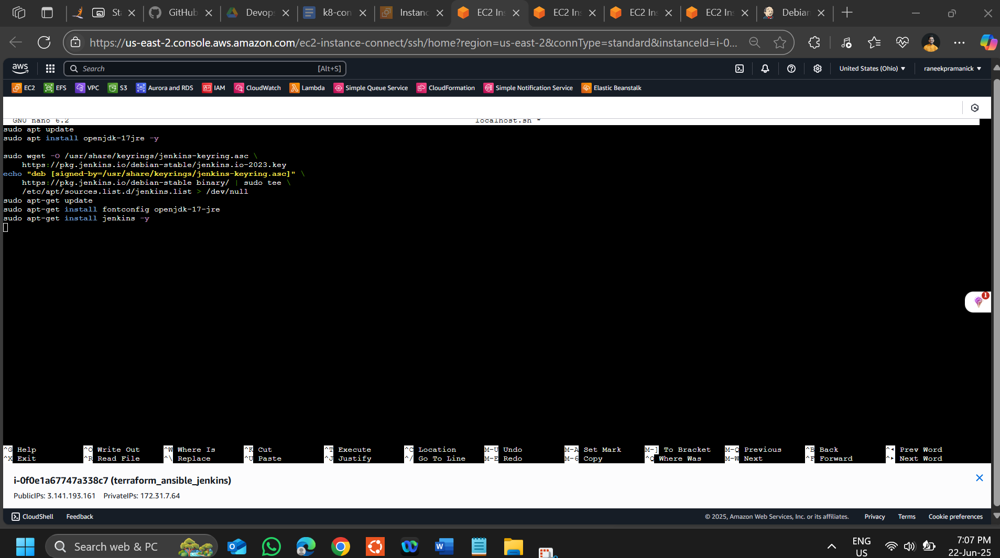 St
GitHub
Devops
k8-con
Instanc
EC2 Ins
EC2 Ins
EC2 Ins
EC2 Ins
Debian
https://us-east-2.console.aws.amazon.com/ec2-instance-connect/ssh/home?region=us-east-2&connType=standard&instanceId=i-0...
aws
Search [Alt+S]
United States (Ohio)
raneekpramanick
EC2 EFS VPC S3 Aurora and RDS IAM CloudWatch Lambda Simple Queue Service CloudFormation Simple Notification Service Elastic Beanstalk
GNU nano 6.2 localhost.sh *
sudo apt update
sudo apt install openjdk-17jre -y
sudo wget -O /usr/share/keyrings/jenkins-keyring.asc \
https://pkg.jenkins.io/debian-stable/jenkins.io-2023.key
echo "deb [signed-by=/usr/share/keyrings/jenkins-keyring.asc]" \
https://pkg.jenkins.io/debian-stable binary/ | sudo tee \
/etc/apt/sources.list.d/jenkins.list > /dev/null
sudo apt-get update
sudo apt-get install fontconfig openjdk-17-jre
sudo apt-get install jenkins -y
1
^G Help ^O Write Out ^W Where Is ^K Cut ^T Execute ^C Location M-U Undo M-A Set Mark M-] To Bracket M-Q Previous ^B Back ^◂ Prev Word
^X Exit ^R Read File ^\ Replace ^U Paste ^J Justify ^/ Go To Line M-E Redo M-6 Copy ^Q Where Was M-W Next ^F Forward ^▸ Next Word
i-0f0e1a67747a338c7 (terraform_ansible_jenkins)
PublicIPs: 3.141.193.161 PrivateIPs: 172.31.7.64
CloudShell Feedback © 2025, Amazon Web Services, Inc. or its affiliates. Privacy Terms Cookie preferences
Search web & PC
ENG
US
7:07 PM
22-Jun-25